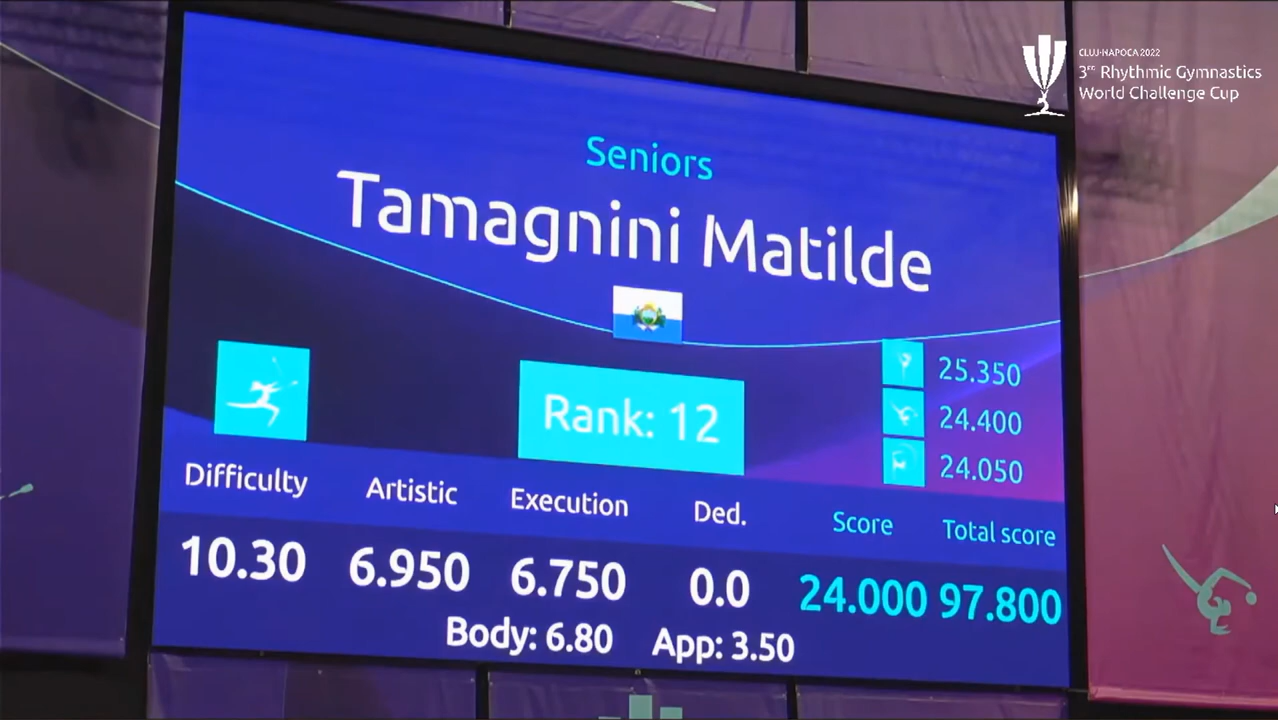 CLUJ-NAPOCA 2022
3rd Rhythmic Gymnastics
World Challenge Cup
Seniors
Tamagnini Matilde
Rank: 12
25.350
24.400
24.050
Difficulty Artistic Execution Ded. Score Total score
10.30 6.950 6.750 0.0 24.000 97.800
Body: 6.80 App: 3.50